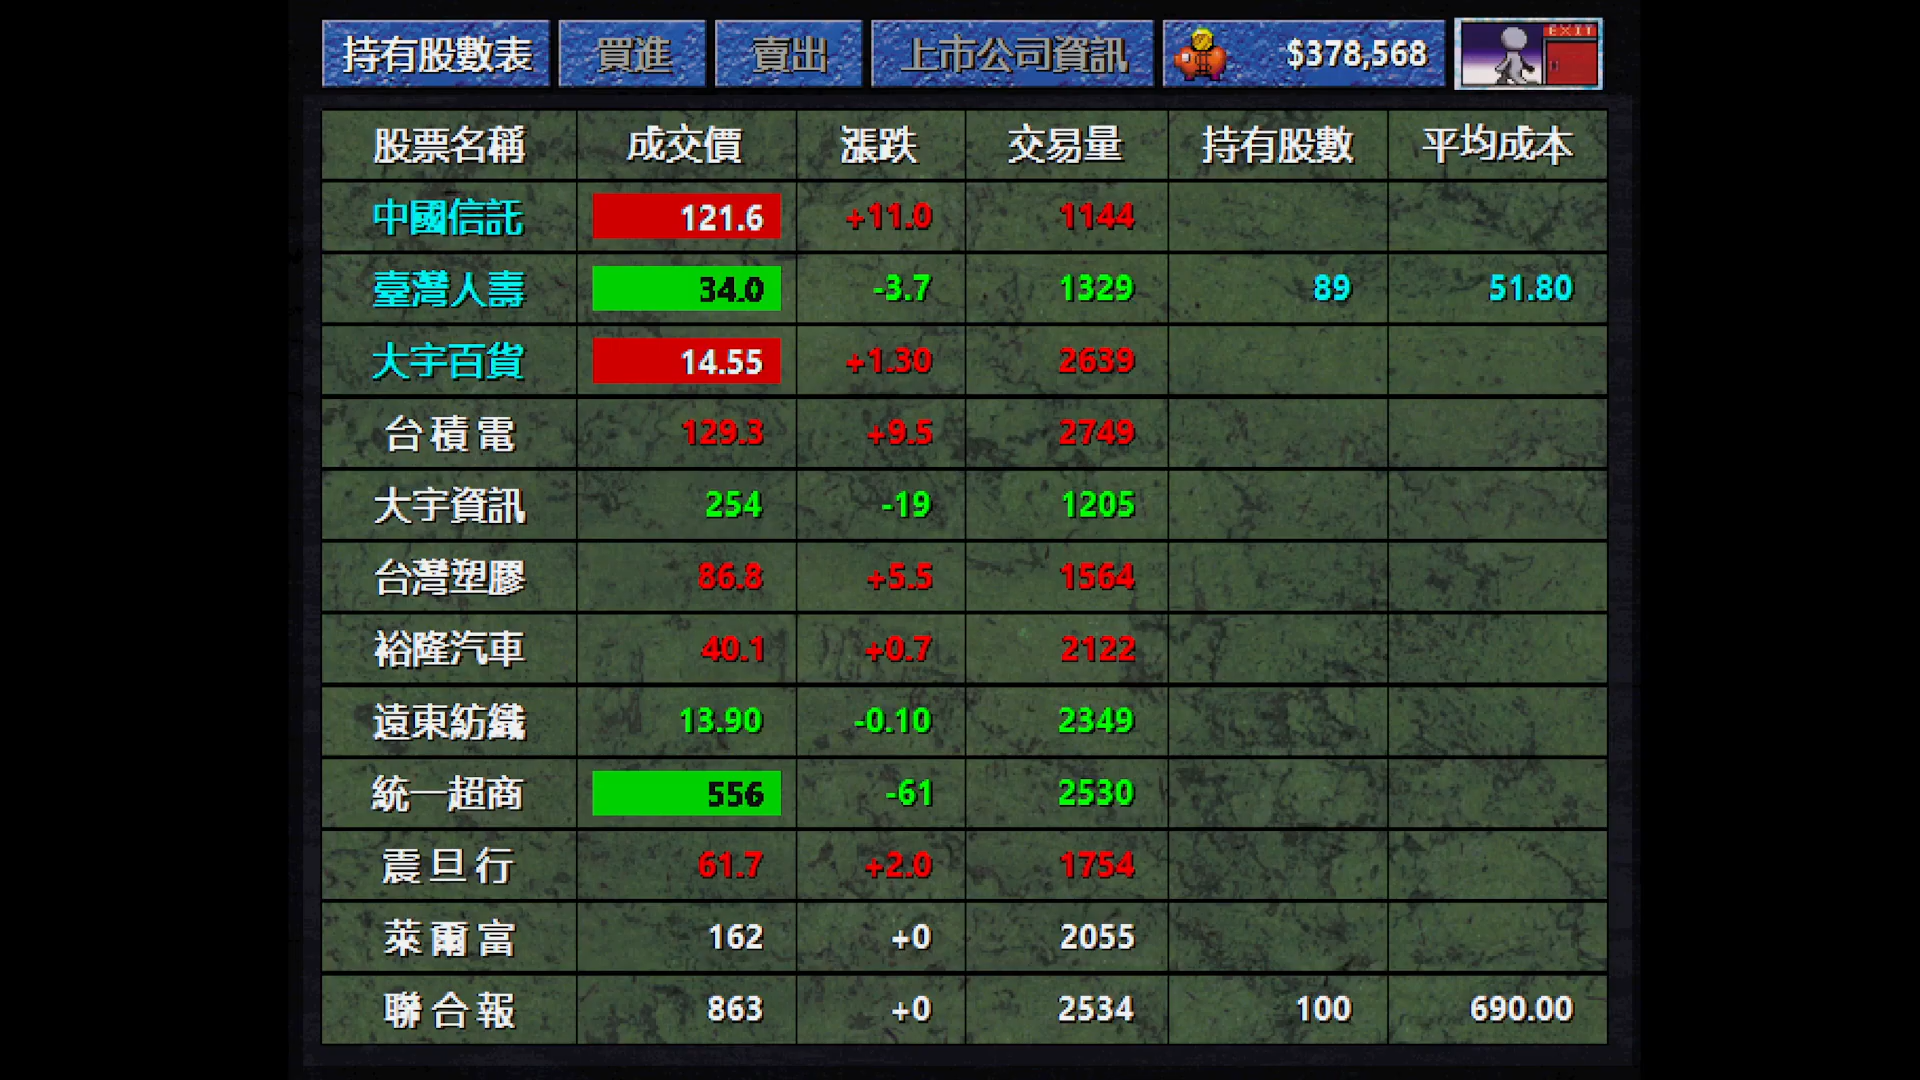 持有股數表 買進 賣出 上市公司資訊 $378,568 EXIT
股票名稱 成交價 漲跌 交易量 持有股數 平均成本
中國信託 121.6 +11.0 1144
臺灣人壽 34.0 -3.7 1329 89 51.80
大宇百貨 14.55 +1.30 2639
台積電 129.3 +9.5 2749
大宇資訊 254 -19 1205
台灣塑膠 86.8 +5.5 1564
裕隆汽車 40.1 +0.7 2122
遠東紡織 13.90 -0.10 2349
統一超商 556 -61 2530
震旦行 61.7 +2.0 1754
萊爾富 162 +0 2055
聯合報 863 +0 2534 100 690.00